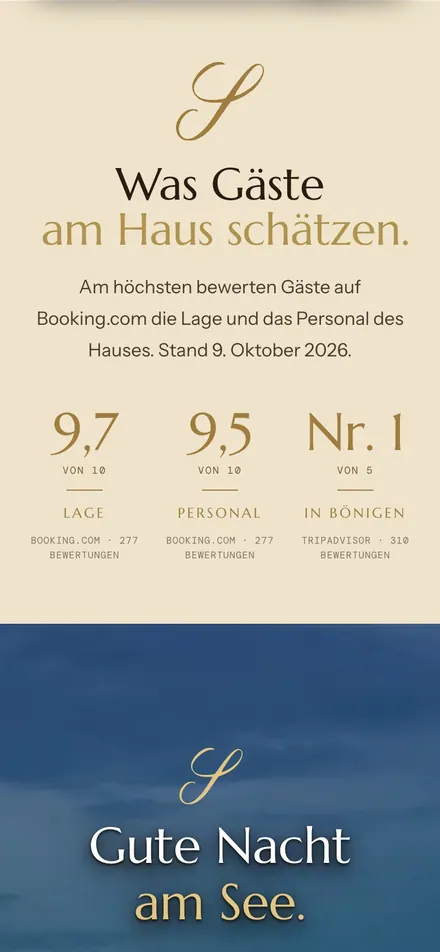 S
Was Gäste
am Haus schätzen.
Am höchsten bewerten Gäste auf
Booking.com die Lage und das Personal des
Hauses. Stand 9. Oktober 2026.
9,7
VON 10
LAGE
BOOKING.COM · 277
BEWERTUNGEN
9,5
VON 10
PERSONAL
BOOKING.COM · 277
BEWERTUNGEN
Nr. 1
VON 5
IN BÖNIGEN
TRIPADVISOR · 310
BEWERTUNGEN
S
Gute Nacht
am See.